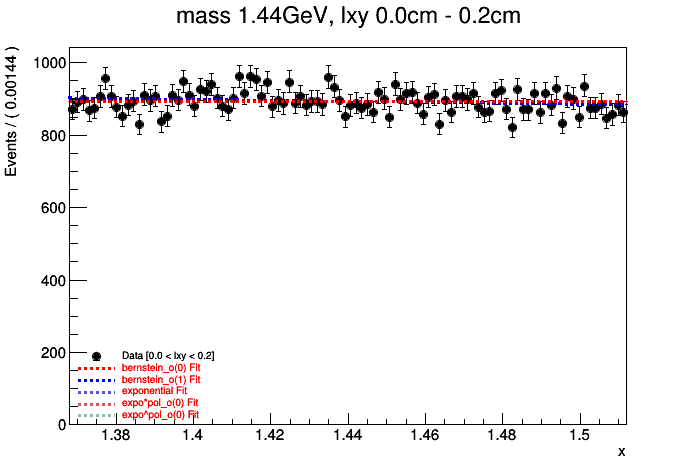 mass 1.44GeV, lxy 0.0cm - 0.2cm
Events / ( 0.00144 )
1000
800
600
400
200
0
Data [0.0 < lxy < 0.2]
bernstein_o(0) Fit
bernstein_o(1) Fit
exponential Fit
expo*pol_o(0) Fit
expo^pol_o(0) Fit
1.38 1.4 1.42 1.44 1.46 1.48 1.5
x